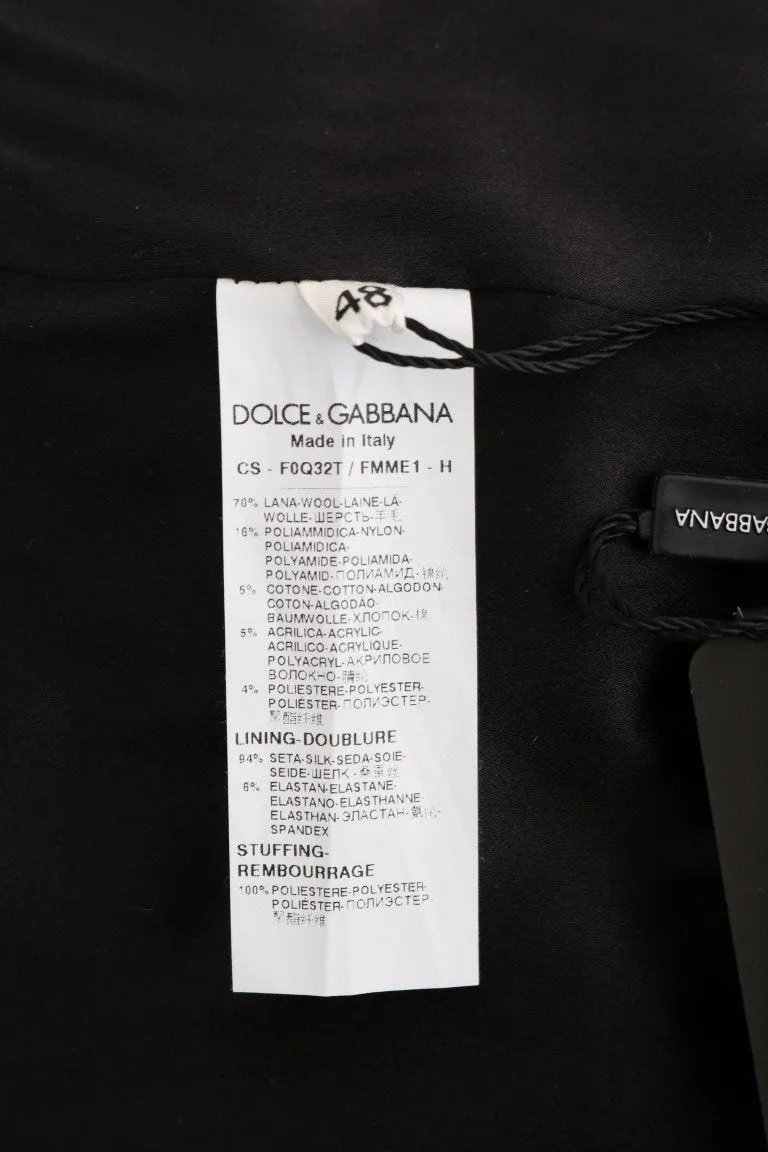 48
DOLCE & GABBANA
Made in Italy
CS - F0Q32T / FMME1 - H
70% LANA-WOOL-LAINE-LÃ-
WOLLE-ШЕРСТЬ-羊毛
16% POLIAMMIDICA-NYLON-
POLIAMIDICA-
POLYAMIDE-POLIAMIDA-
POLYAMID-ПОЛИАМИД-锦纶
5% COTONE-COTTON-ALGODON-
COTON-ALGODÃO-
BAUMWOLLE-ХЛОПОК-棉
5% ACRILICA-ACRYLIC-
ACRILICO-ACRYLIQUE-
POLYACRYL-АКРИЛОВОЕ
ВОЛОКНО-腈纶
4% POLIESTERE-POLYESTER-
POLIÉSTER-ПОЛИЭСТЕР-
聚酯纤维
LINING-DOUBLURE
94% SETA-SILK-SEDA-SOIE-
SEIDE-ШЕЛК-桑蚕丝
6% ELASTAN-ELASTANE-
ELASTANO-ELASTHANNE-
ELASTHAN-ЭЛАСТАН-氨纶-
SPANDEX
STUFFING-
REMBOURRAGE
100% POLIESTERE-POLYESTER-
POLIÉSTER-ПОЛИЭСТЕР-
聚酯纤维
GABBANA